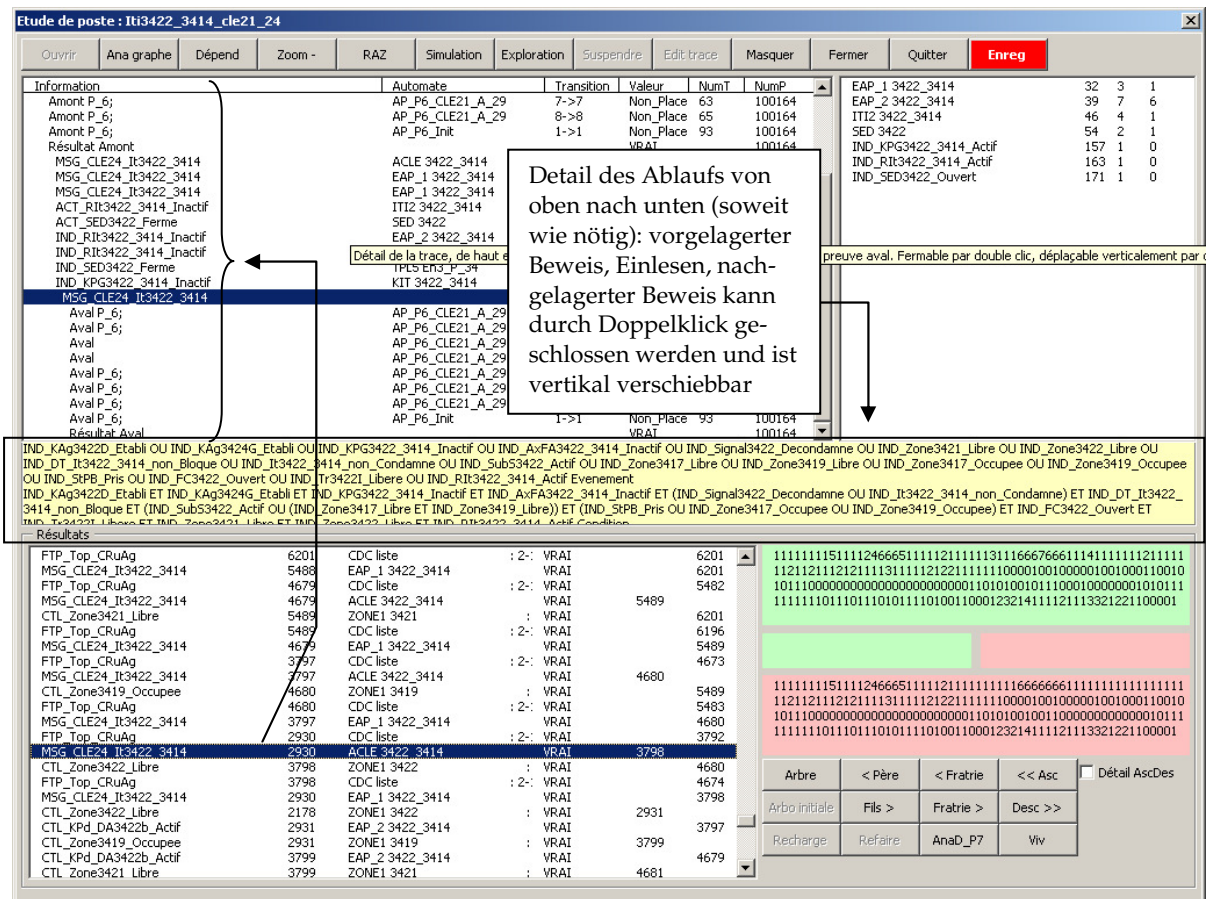 Etude de poste : Iti3422_3414_cle21_24
Ouvrir Ana graphe Dépend Zoom - RAZ Simulation Exploration Suspendre Edit trace Masquer Fermer Quitter Enreg
Information Automate Transition Valeur NumT NumP
Amont P_6; AP_P6_CLE21_A_29 7->7 Non_Place 63 100164
Amont P_6; AP_P6_CLE21_A_29 8->8 Non_Place 65 100164
Amont P_6; AP_P6_Init 1->1 Non_Place 93 100164
Résultat Amont VRAI 100164
MSG_CLE24_It3422_3414 ACLE 3422_3414
MSG_CLE24_It3422_3414 EAP_1 3422_3414
MSG_CLE24_It3422_3414 EAP_1 3422_3414
ACT_RIt3422_3414_Inactif ITI2 3422_3414
ACT_SED3422_Ferme SED 3422
IND_RIt3422_3414_Inactif EAP_2 3422_3414
IND_RIt3422_3414_Inactif
IND_SED3422_Ferme TPL5 En3_P_34
IND_KPG3422_3414_Inactif KIT 3422_3414
MSG_CLE24_It3422_3414
Aval P_6; AP_P6_CLE21_A_29
Aval P_6; AP_P6_CLE21_A_29
Aval AP_P6_CLE21_A_29
Aval AP_P6_CLE21_A_29
Aval P_6; AP_P6_CLE21_A_29
Aval P_6; AP_P6_CLE21_A_29
Aval P_6; AP_P6_CLE21_A_29
Aval P_6; AP_P6_Init 1->1 Non_Place 93 100164
Résultat Aval VRAI 100164
EAP_1 3422_3414 32 3 1
EAP_2 3422_3414 39 7 6
ITI2 3422_3414 46 4 1
SED 3422 54 2 1
IND_KPG3422_3414_Actif 157 1 0
IND_RIt3422_3414_Actif 163 1 0
IND_SED3422_Ouvert 171 1 0
Détail de la trace, de haut e
preuve aval. Fermable par double clic, déplaçable verticalement par
Detail des Ablaufs von
oben nach unten (soweit
wie nötig): vorgelagerter
Beweis, Einlesen, nach-
gelagerter Beweis kann
durch Doppelklick ge-
schlossen werden und ist
vertikal verschiebbar
IND_KAg3422D_Etabli OU IND_KAg3424G_Etabli OU IND_KPG3422_3414_Inactif OU IND_AxFA3422_3414_Inactif OU IND_Signal3422_Decondamne OU IND_Zone3421_Libre OU IND_Zone3422_Libre OU
IND_DT_It3422_3414_non_Bloque OU IND_It3422_3414_non_Condamne OU IND_SubS3422_Actif OU IND_Zone3417_Libre OU IND_Zone3419_Libre OU IND_Zone3417_Occupee OU IND_Zone3419_Occupee
OU IND_StPB_Pris OU IND_FC3422_Ouvert OU IND_Tr3422I_Libere OU IND_RIt3422_3414_Actif Evenement
IND_KAg3422D_Etabli ET IND_KAg3424G_Etabli ET IND_KPG3422_3414_Inactif ET IND_AxFA3422_3414_Inactif ET (IND_Signal3422_Decondamne OU IND_It3422_3414_non_Condamne) ET IND_DT_It3422_
3414_non_Bloque ET (IND_SubS3422_Actif OU (IND_Zone3417_Libre ET IND_Zone3419_Libre)) ET (IND_StPB_Pris OU IND_Zone3417_Occupee OU IND_Zone3419_Occupee) ET IND_FC3422_Ouvert ET
IND_Tr3422I_Libere ET IND_Zone3421_Libre ET IND_Zone3422_Libre ET IND_RIt3422_3414_Actif Condition
Résultats
FTP_Top_CRuAg 6201 CDC liste : 2-: VRAI 6201
MSG_CLE24_It3422_3414 5488 EAP_1 3422_3414 VRAI 6201
FTP_Top_CRuAg 4679 CDC liste : 2-: VRAI 5482
MSG_CLE24_It3422_3414 4679 ACLE 3422_3414 VRAI 5489
CTL_Zone3421_Libre 5489 ZONE1 3421 : VRAI 6201
FTP_Top_CRuAg 5489 CDC liste : 2-: VRAI 6196
MSG_CLE24_It3422_3414 4679 EAP_1 3422_3414 VRAI 5489
FTP_Top_CRuAg 3797 CDC liste : 2-: VRAI 4673
MSG_CLE24_It3422_3414 3797 ACLE 3422_3414 VRAI 4680
CTL_Zone3419_Occupee 4680 ZONE1 3419 : VRAI 5489
FTP_Top_CRuAg 4680 CDC liste : 2-: VRAI 5483
MSG_CLE24_It3422_3414 3797 EAP_1 3422_3414 VRAI 4680
FTP_Top_CRuAg 2930 CDC liste : 2-: VRAI 3792
MSG_CLE24_It3422_3414 2930 ACLE 3422_3414 VRAI 3798
CTL_Zone3422_Libre 3798 ZONE1 3422 : VRAI 4680
FTP_Top_CRuAg 3798 CDC liste : 2-: VRAI 4674
MSG_CLE24_It3422_3414 2930 EAP_1 3422_3414 VRAI 3798
CTL_Zone3422_Libre 2178 ZONE1 3422 : VRAI 2931
CTL_KPd_DA3422b_Actif 2931 EAP_2 3422_3414 VRAI 3797
CTL_Zone3419_Occupee 2931 ZONE1 3419 : VRAI 3799
CTL_KPd_DA3422b_Actif 3799 EAP_2 3422_3414 VRAI 4679
CTL_Zone3421_Libre 3799 ZONE1 3421 : VRAI 4681
Arbre < Père < Fratrie << Asc Détail AscDes
Arbo initiale Fils > Fratrie > Desc >>
Recharge Refaire AnaD_P7 Viv